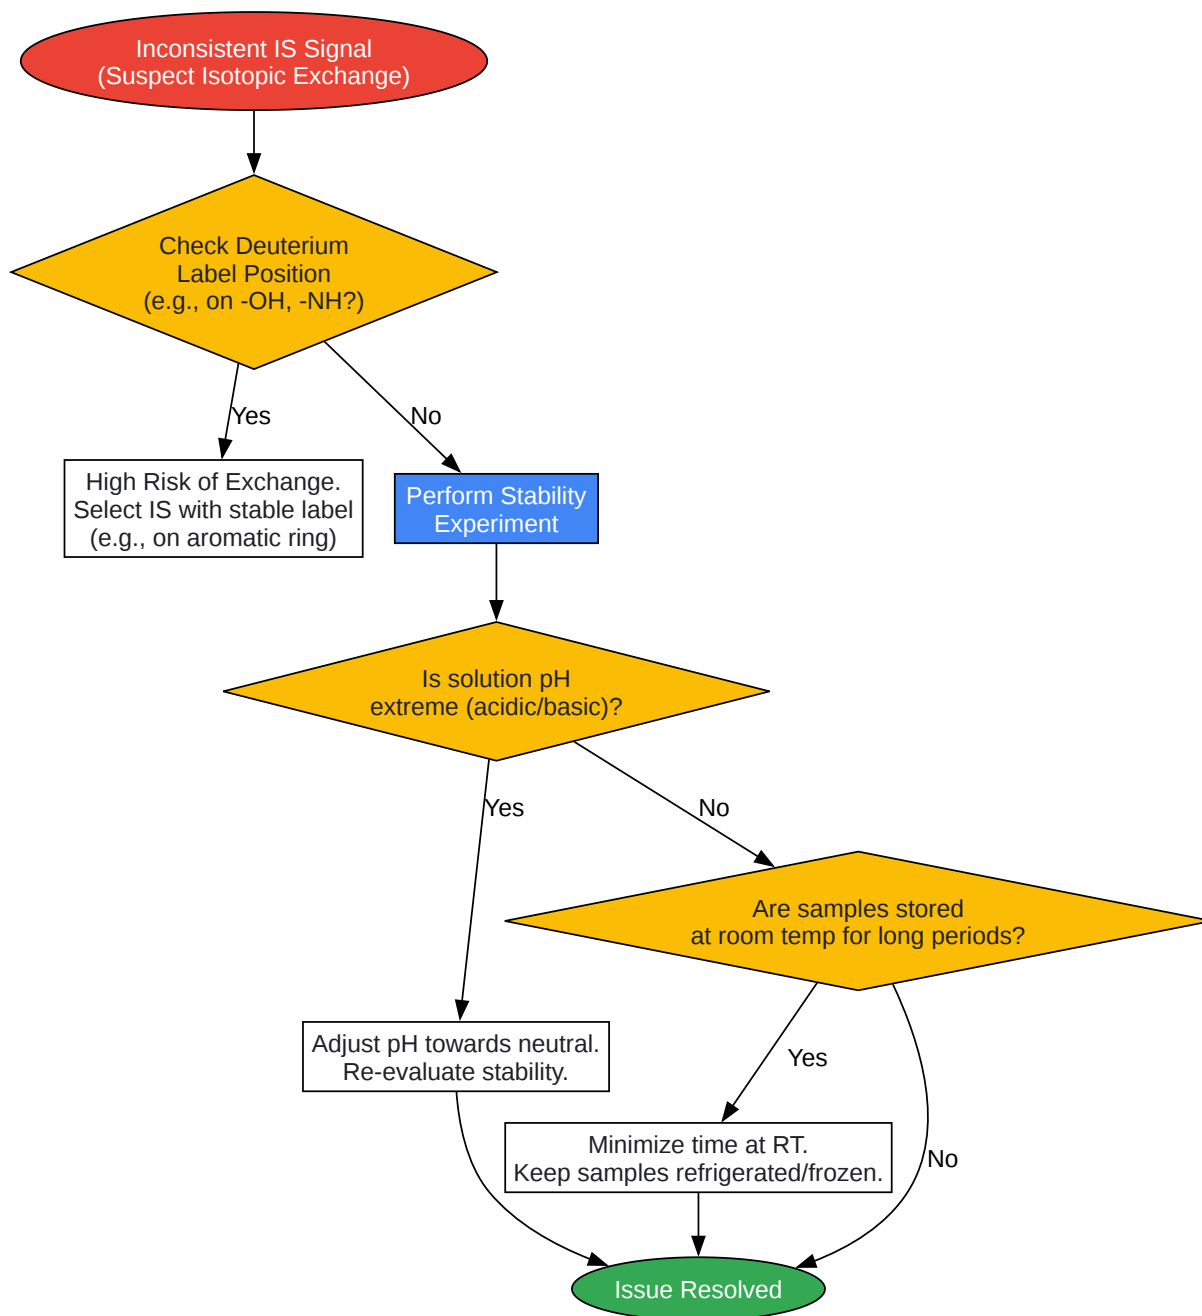 Inconsistent IS Signal
(Suspect Isotopic Exchange)
Check Deuterium
Label Position
(e.g., on -OH, -NH?)
Yes
No
High Risk of Exchange.
Select IS with stable label
(e.g., on aromatic ring)
Perform Stability
Experiment
Is solution pH
extreme (acidic/basic)?
Yes
No
Are samples stored
at room temp for long periods?
Adjust pH towards neutral.
Re-evaluate stability.
Yes
Minimize time at RT.
Keep samples refrigerated/frozen.
No
Issue Resolved